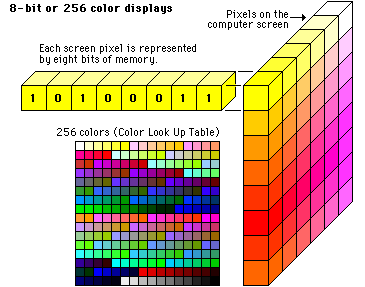 8-bit or 256 color displays
Pixels on the
computer screen
Each screen pixel is represented
by eight bits of memory.
1 0 1 0 0 0 1 1
256 colors (Color Look Up Table)